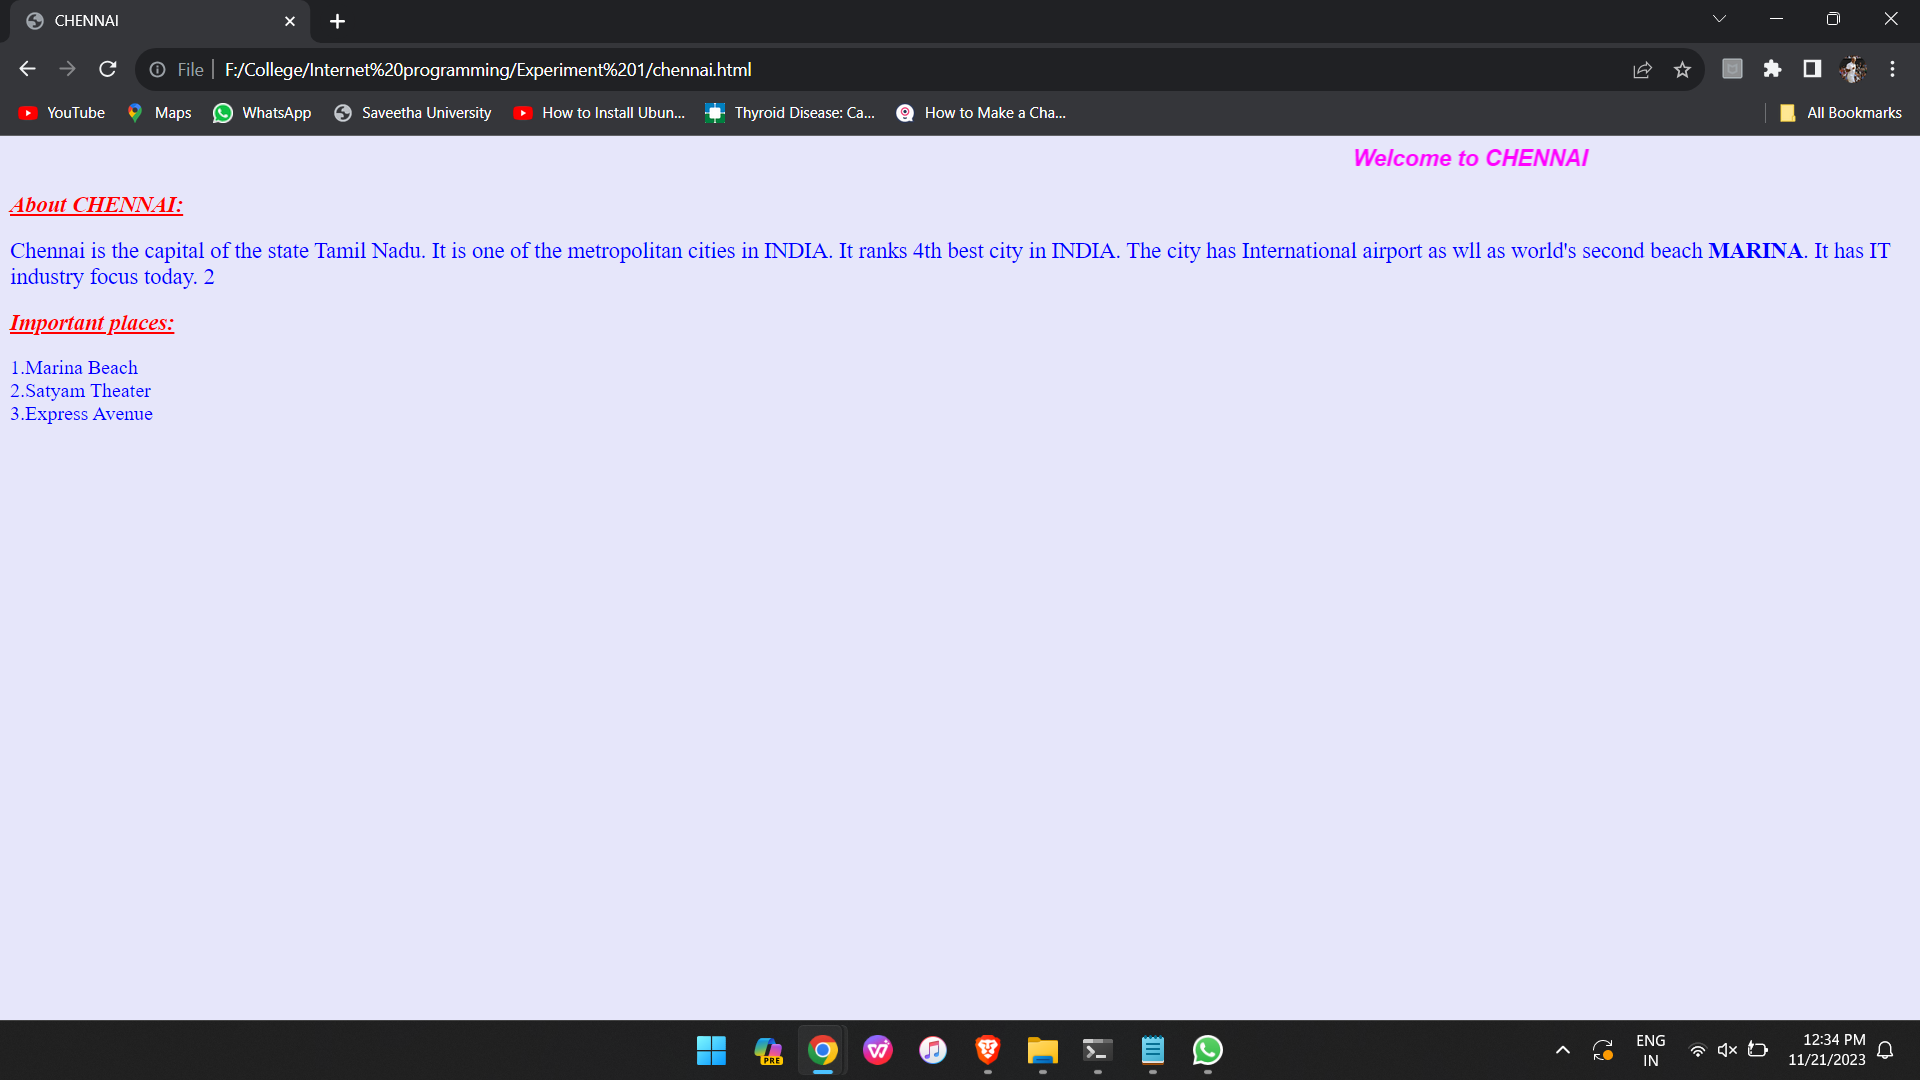 CHENNAI
File F:/College/Internet%20programming/Experiment%201/chennai.html
YouTube Maps WhatsApp Saveetha University How to Install Ubun... Thyroid Disease: Ca... How to Make a Cha... All Bookmarks
Welcome to CHENNAI
About CHENNAI:
Chennai is the capital of the state Tamil Nadu. It is one of the metropolitan cities in INDIA. It ranks 4th best city in INDIA. The city has International airport as wll as world's second beach MARINA. It has IT
industry focus today. 2
Important places:
1.Marina Beach
2.Satyam Theater
3.Express Avenue
PRE
ENG
IN
12:34 PM
11/21/2023